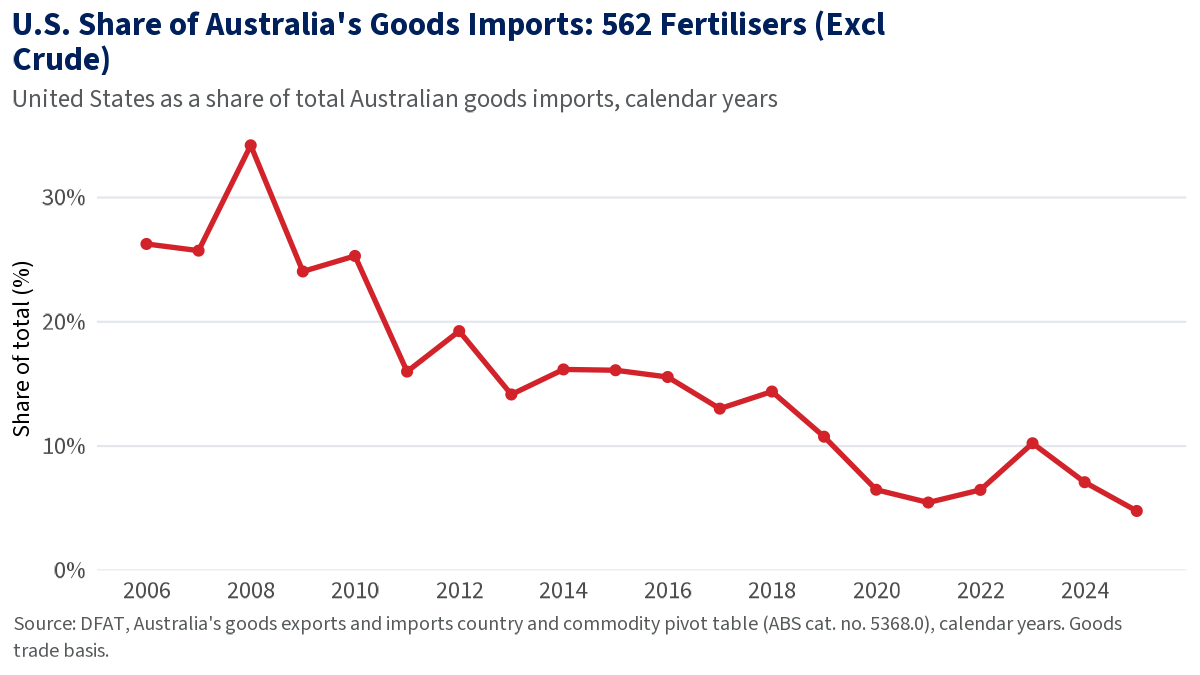 U.S. Share of Australia's Goods Imports: 562 Fertilisers (Excl
Crude)
United States as a share of total Australian goods imports, calendar years
Share of total (%)
30%
20%
10%
0%
2006 2008 2010 2012 2014 2016 2018 2020 2022 2024
Source: DFAT, Australia's goods exports and imports country and commodity pivot table (ABS cat. no. 5368.0), calendar years. Goods
trade basis.